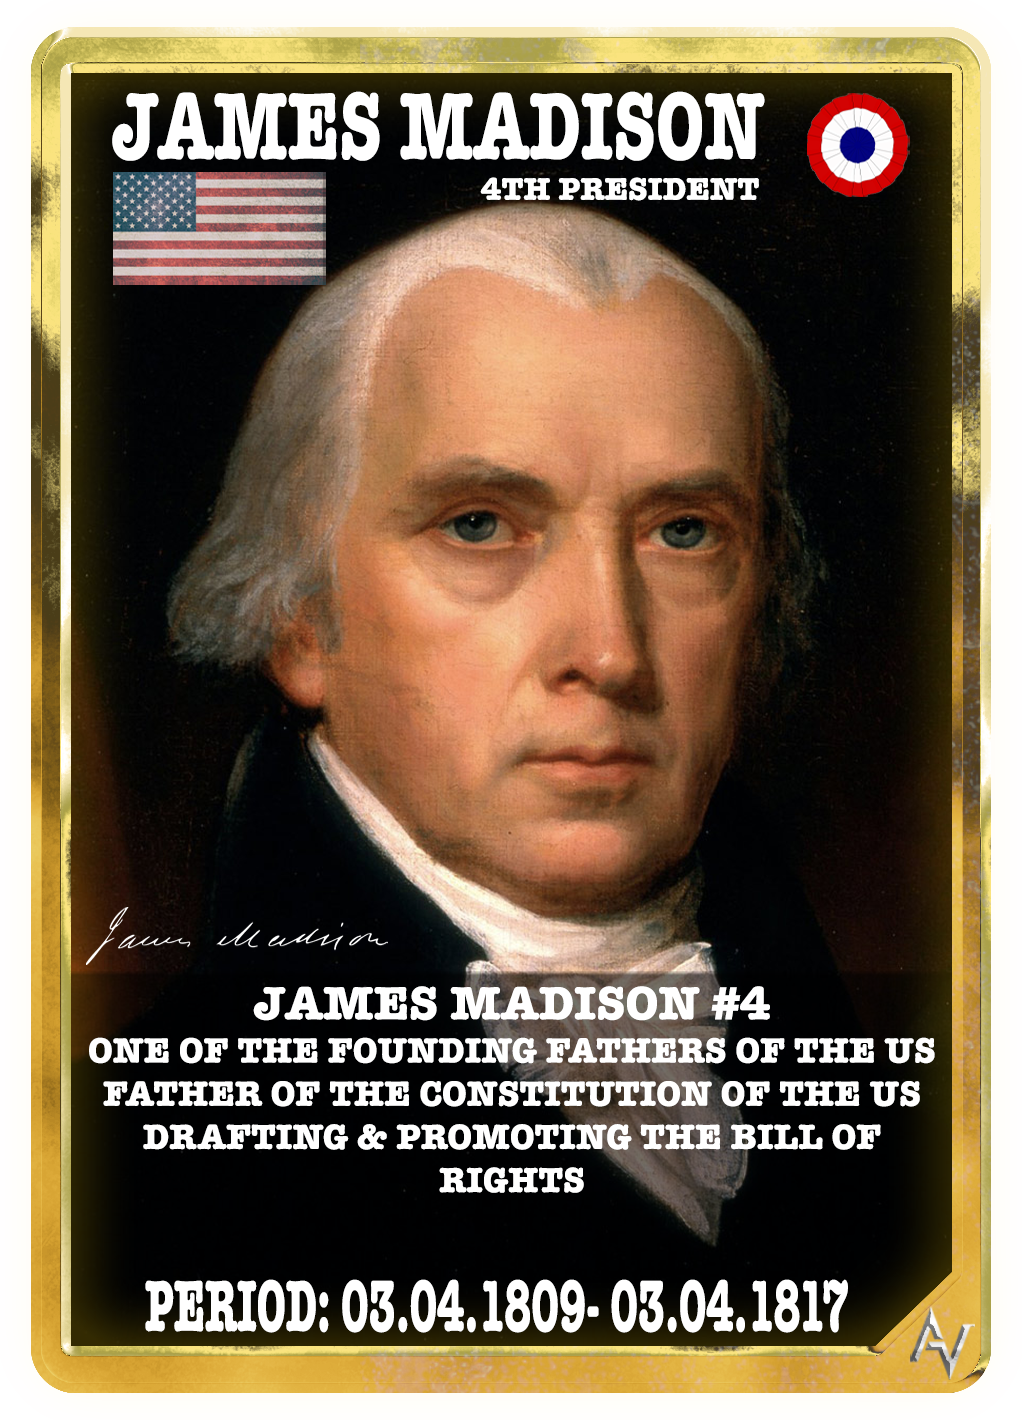 JAMES MADISON
4TH PRESIDENT
James Madison
JAMES MADISON #4
ONE OF THE FOUNDING FATHERS OF THE US
FATHER OF THE CONSTITUTION OF THE US
DRAFTING & PROMOTING THE BILL OF
RIGHTS
PERIOD: 03.04.1809- 03.04.1817
AV